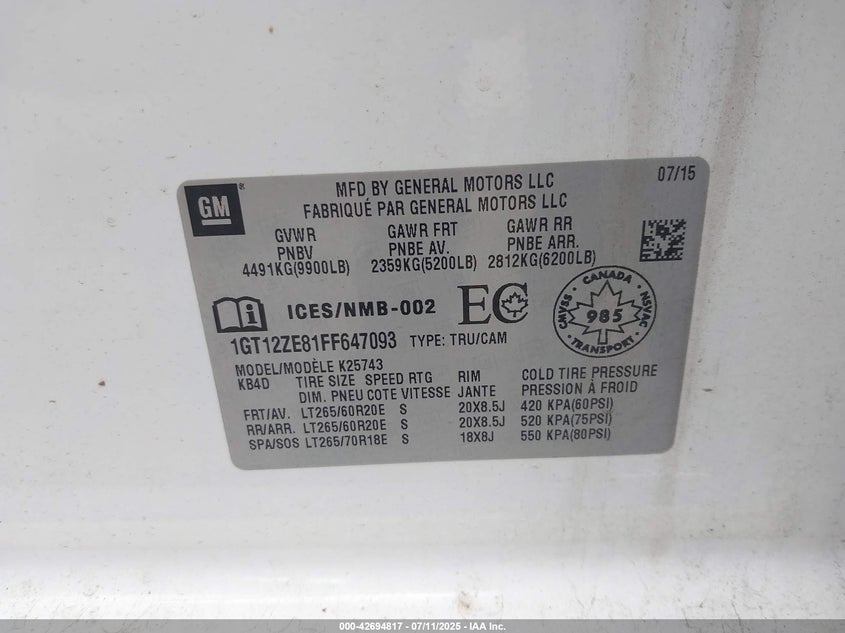 GM
MFD BY GENERAL MOTORS LLC
07/15
FABRIQUÉ PAR GENERAL MOTORS LLC
GVWR GAWR FRT GAWR RR
PNBV PNBE AV. PNBE ARR.
4491KG(9900LB) 2359KG(5200LB) 2812KG(6200LB)
ICES/NMB-002 EC
CANADA
CMVSS NSVAC
985
TRANSPORT
1GT12ZE81FF647093 TYPE: TRU/CAM
MODEL/MODÈLE K25743
KB4D TIRE SIZE SPEED RTG RIM COLD TIRE PRESSURE
DIM. PNEU COTE VITESSE JANTE PRESSION À FROID
FRT/AV. LT265/60R20E S 20X8.5J 420 KPA(60PSI)
RR/ARR. LT265/60R20E S 20X8.5J 520 KPA(75PSI)
SPA/SOS LT265/70R18E S 18X8J 550 KPA(80PSI)
000-42694817 - 07/11/2025 - IAA Inc.